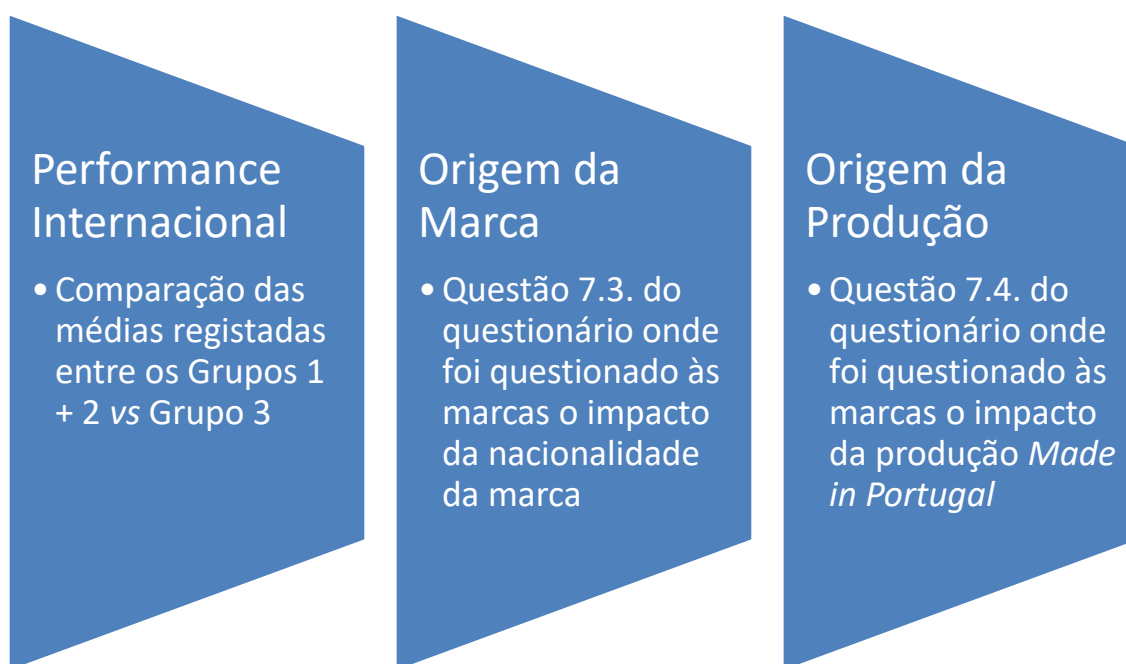 Performance
Internacional
• Comparação das
médias registadas
entre os Grupos 1
+ 2 vs Grupo 3
Origem da
Marca
• Questão 7.3. do
questionário onde
foi questionado às
marcas o impacto
da nacionalidade
da marca
Origem da
Produção
• Questão 7.4. do
questionário onde
foi questionado às
marcas o impacto
da produção Made
in Portugal